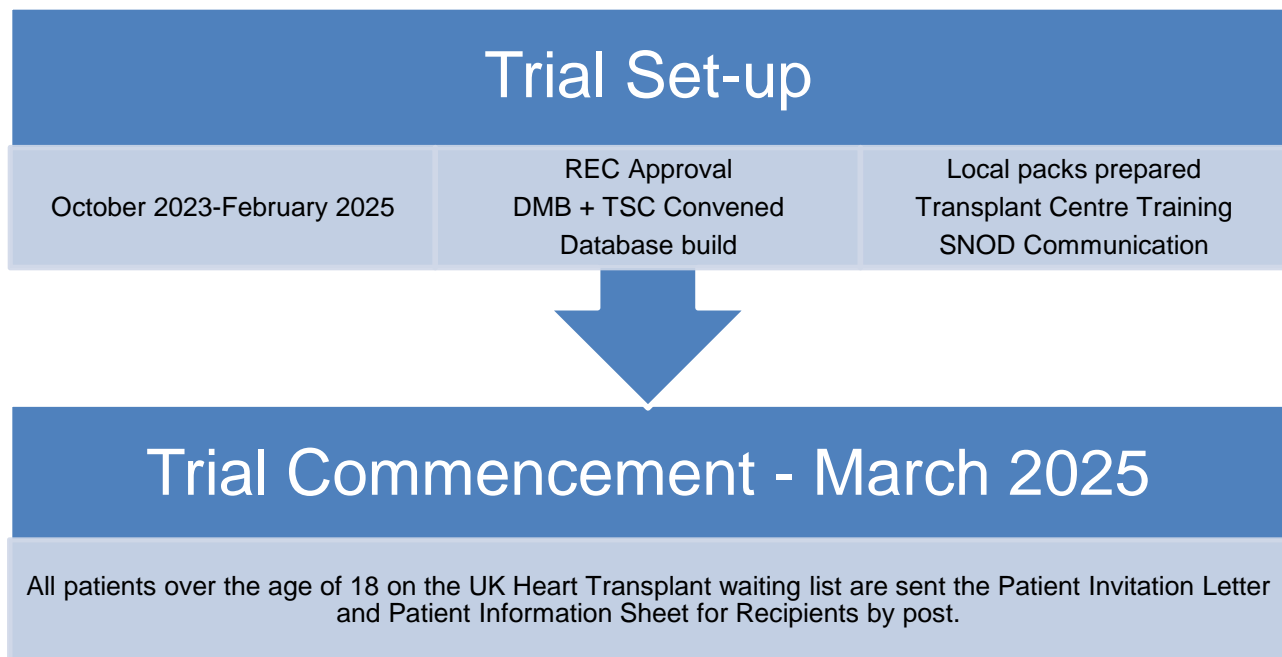 Trial Set-up
October 2023-February 2025
REC Approval
DMB + TSC Convened
Database build
Local packs prepared
Transplant Centre Training
SNOD Communication
Trial Commencement - March 2025
All patients over the age of 18 on the UK Heart Transplant waiting list are sent the Patient Invitation Letter
and Patient Information Sheet for Recipients by post.